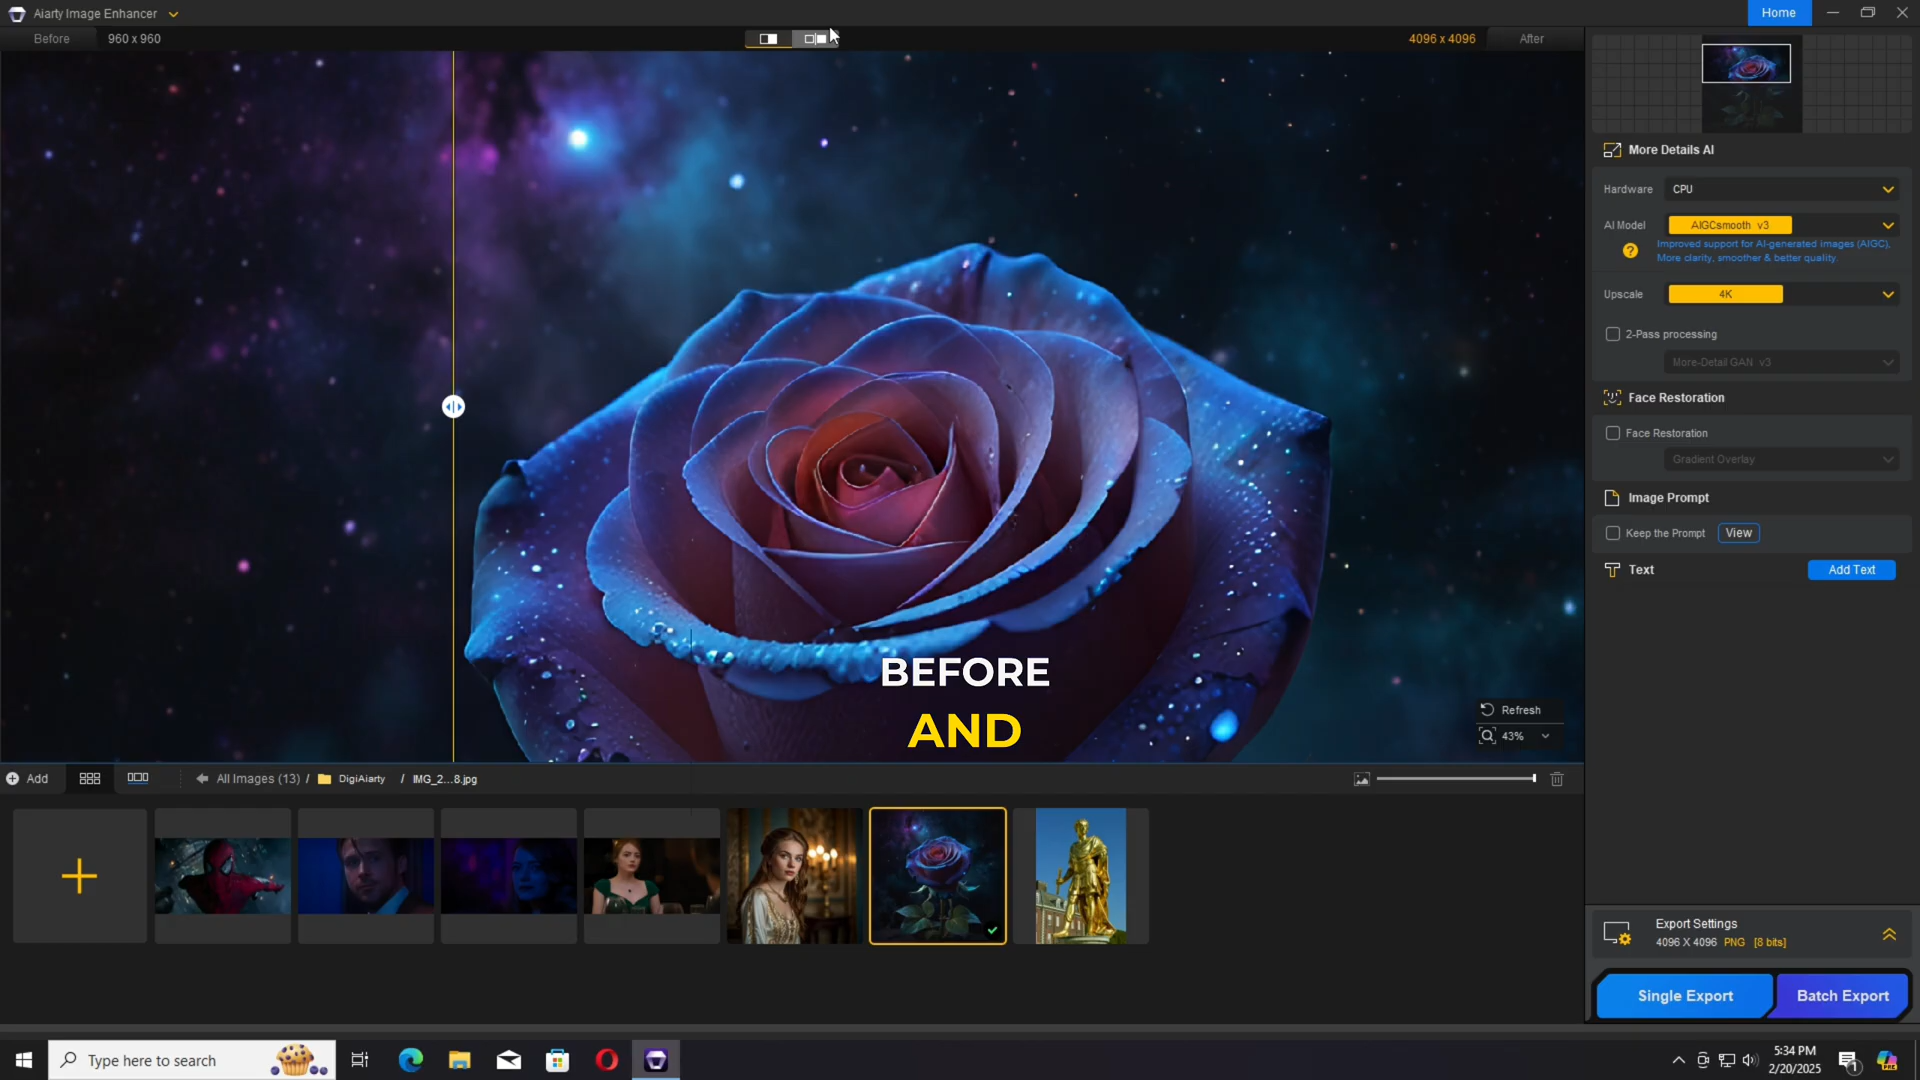 Aiarty Image Enhancer
Home
Before
960 x 960
4096 x 4096
After
More Details AI
Hardware
CPU
AI Model
AIGCsmooth v3
Improved support for AI-generated images (AIGC),
More clarity, smoother & better quality.
Upscale
4K
2-Pass processing
More-Detail GAN v3
Face Restoration
Face Restoration
Gradient Overlay
Image Prompt
Keep the Prompt
View
Text
Add Text
BEFORE
AND
Refresh
43%
Add
All Images (13) /
DigiAiarty
/ IMG_2...8.jpg
Export Settings
4096 X 4096 PNG [8 bits]
Single Export
Batch Export
Type here to search
5:34 PM
2/20/2025
1
PRE